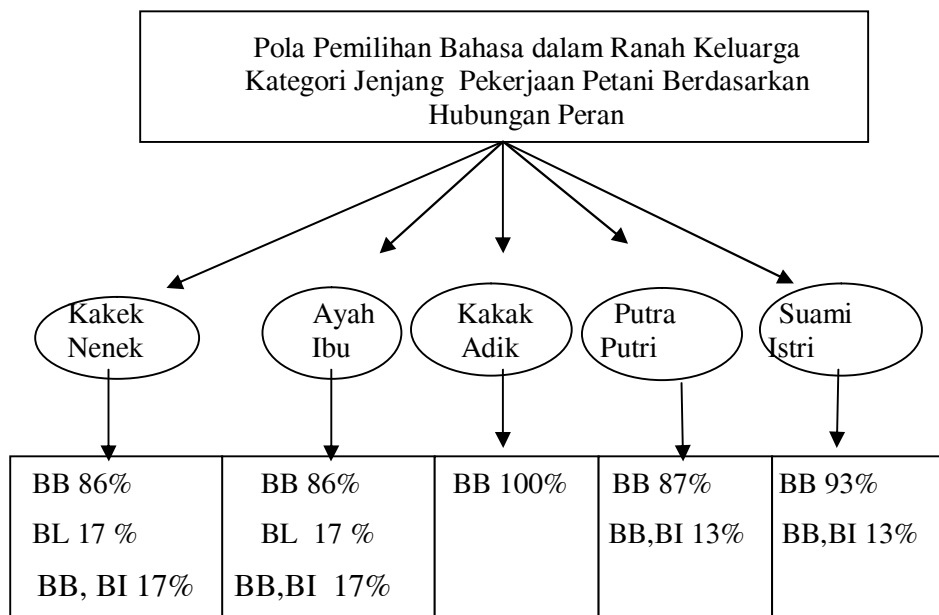 Pola Pemilihan Bahasa dalam Ranah Keluarga
Kategori Jenjang Pekerjaan Petani Berdasarkan
Hubungan Peran
Kakek
Nenek
Ayah
Ibu
Kakak
Adik
Putra
Putri
Suami
Istri
BB 86%
BL 17 %
BB, BI 17%
BB 86%
BL 17 %
BB,BI 17%
BB 100%
BB 87%
BB,BI 13%
BB 93%
BB,BI 13%